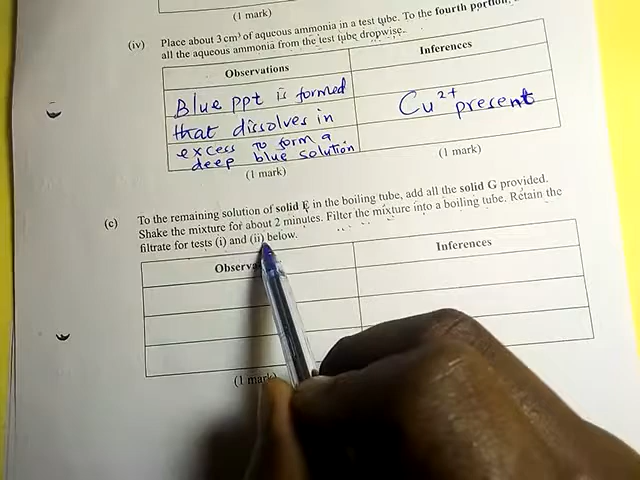 (1 mark)
(iv) Place about 3 cm³ of aqueous ammonia in a test tube. To the fourth portion,
all the aqueous ammonia from the test tube dropwise.
Observations Inferences
Blue ppt is formed
that dissolves in
excess to form a
deep blue solution
Cu²⁺ present
(1 mark) (1 mark)
(c) To the remaining solution of solid E in the boiling tube, add all the solid G provided.
Shake the mixture for about 2 minutes. Filter the mixture into a boiling tube. Retain the
filtrate for tests (i) and (ii) below.
Inferences
(1 mark)